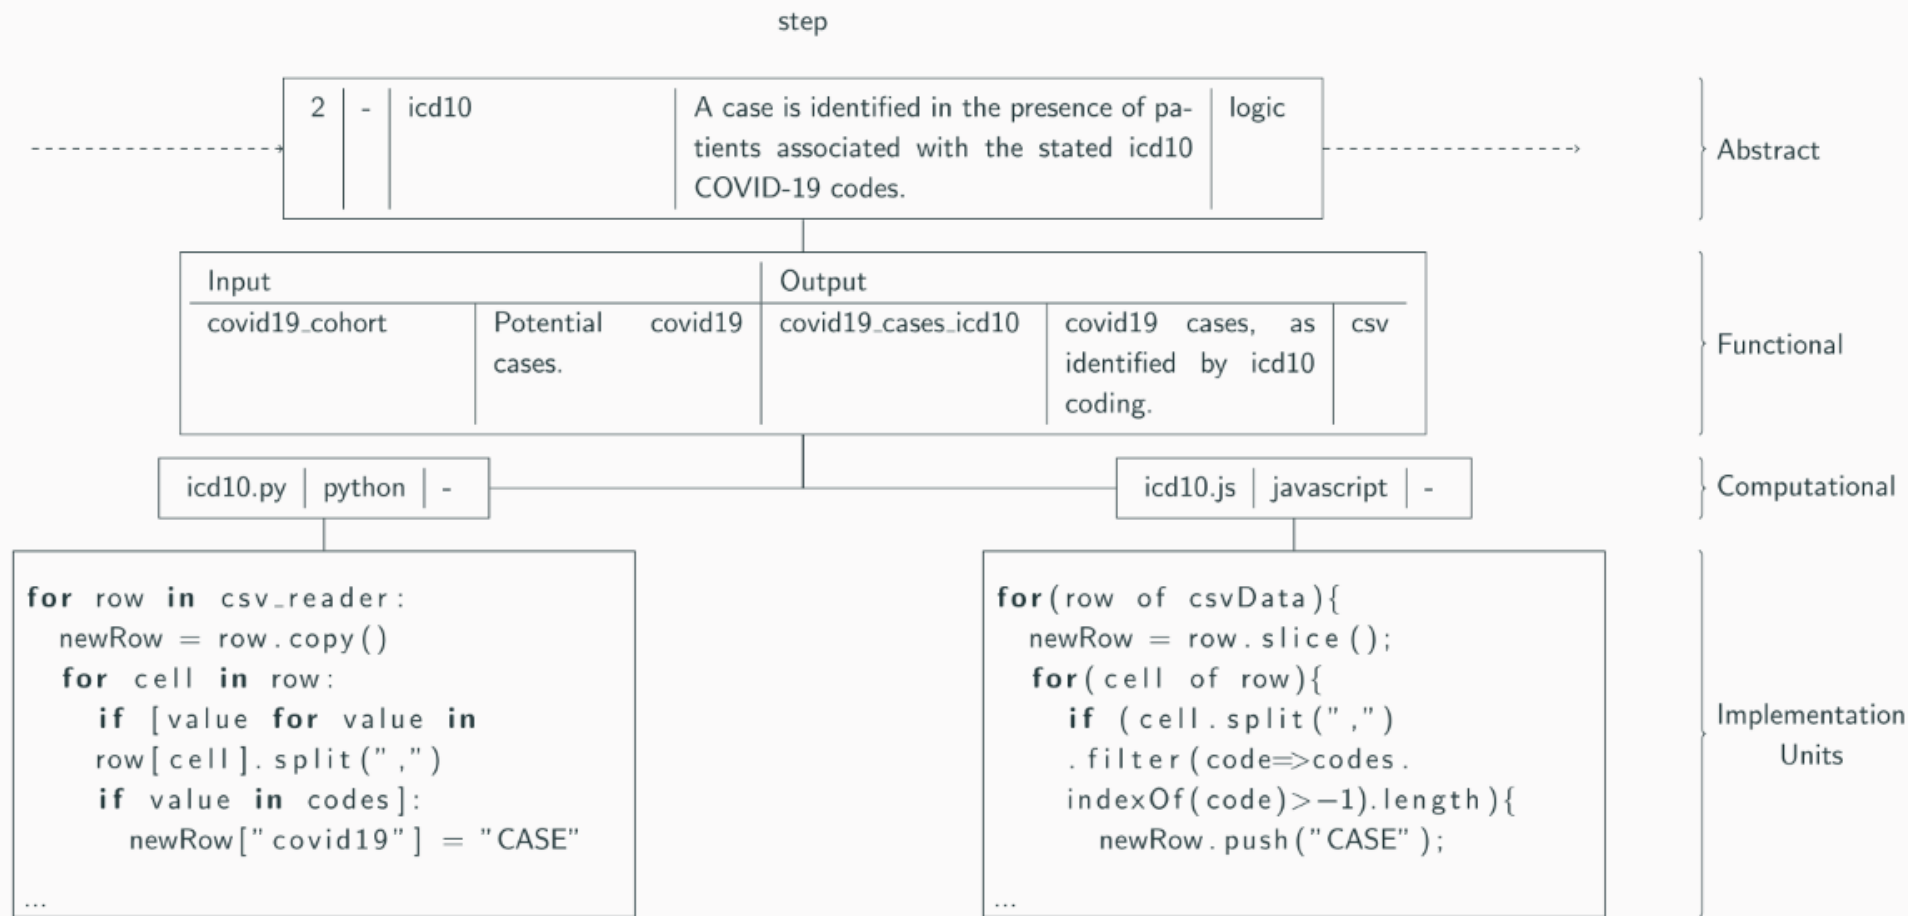 step
2 - icd10 A case is identified in the presence of pa-
tients associated with the stated icd10
COVID-19 codes.
logic
Abstract
Input
Output
covid19_cohort
Potential covid19
cases.
covid19_cases_icd10
covid19 cases, as
identified by icd10
coding.
csv
Functional
icd10.py python -
icd10.js javascript -
Computational
for row in csv_reader:
newRow = row.copy()
for cell in row:
if [value for value in
row[cell].split(",")
if value in codes]:
newRow["covid19"] = "CASE"
...
for(row of csvData){
newRow = row.slice();
for(cell of row){
if (cell.split(",")
.filter(code=>codes.
indexOf(code)>-1).length){
newRow.push("CASE");
...
Implementation
Units